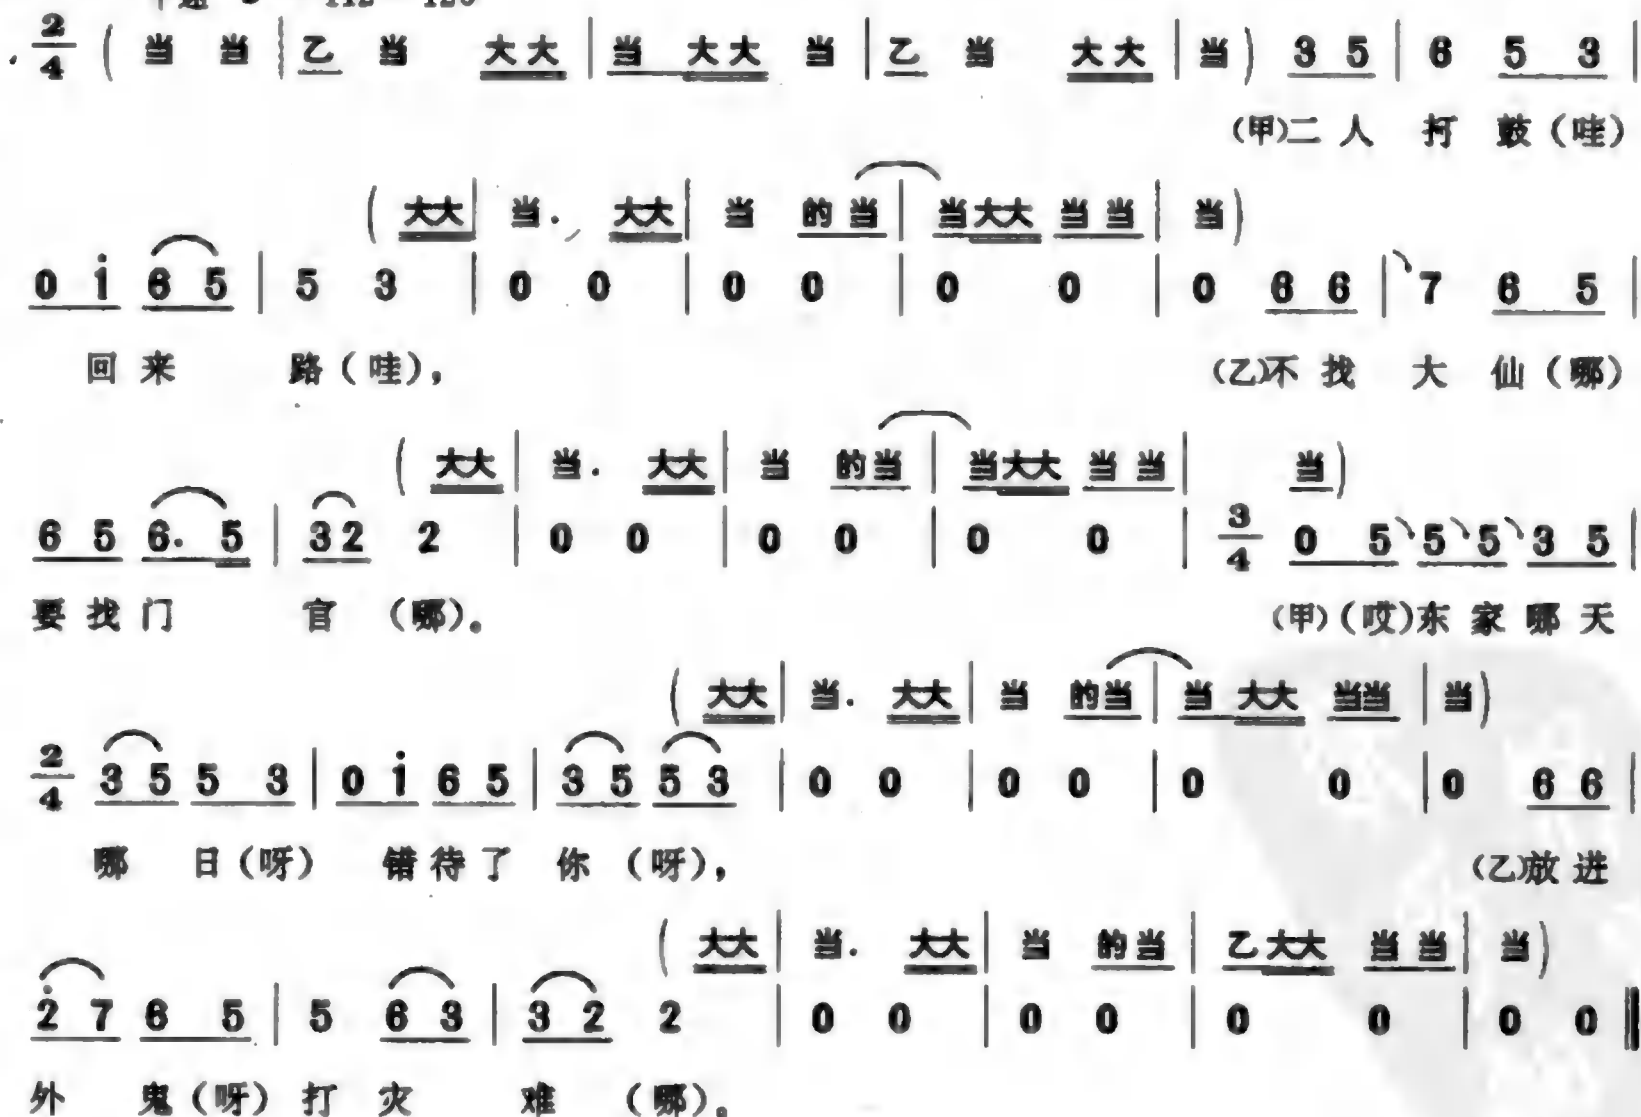 112 120
2/4 ( 当 当 | 乙 当 大大 | 当 大大 当 | 乙 当 大大 | 当 ) 3 5 | 6 5 3 |
(甲)二人 打 鼓 (哇)
( 大大 | 当. 大大 | 当 的当 | 当大大 当当 | 当 )
0 i 6 5 | 5 3 | 0 0 | 0 0 | 0 0 | 0 6 6 | 7 6 5 |
回来 路 (哇), (乙)不找 大 仙 (哪)
( 大大 | 当. 大大 | 当 的当 | 当大大 当当 | 当 )
6 5 6. 5 | 3 2 2 | 0 0 | 0 0 | 0 0 | 3/4 0 5 5 5 3 5 |
要找门 官 (哪)。 (甲)(哎)东家哪天
( 大大 | 当. 大大 | 当 的当 | 当 大大 当当 | 当 )
2/4 3 5 5 3 | 0 i 6 5 | 3 5 5 3 | 0 0 | 0 0 | 0 0 | 0 6 6 |
哪 日(呀) 错待了 你 (呀), (乙)放进
( 大大 | 当. 大大 | 当 的当 | 乙大大 当当 | 当 )
2̇ 7 6 5 | 5 6 3 | 3 2 2 | 0 0 | 0 0 | 0 0 | 0 0 ‖
外 鬼(呀)打 灾 难 (哪)。